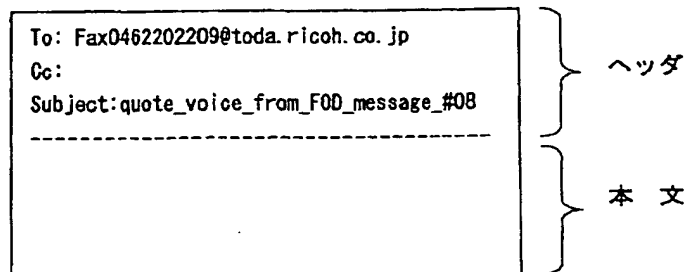 To: Fax0462202209@toda.ricoh.co.jp
Cc:
Subject:quote_voice_from_FOD_message_#08
ヘッダ
本 文